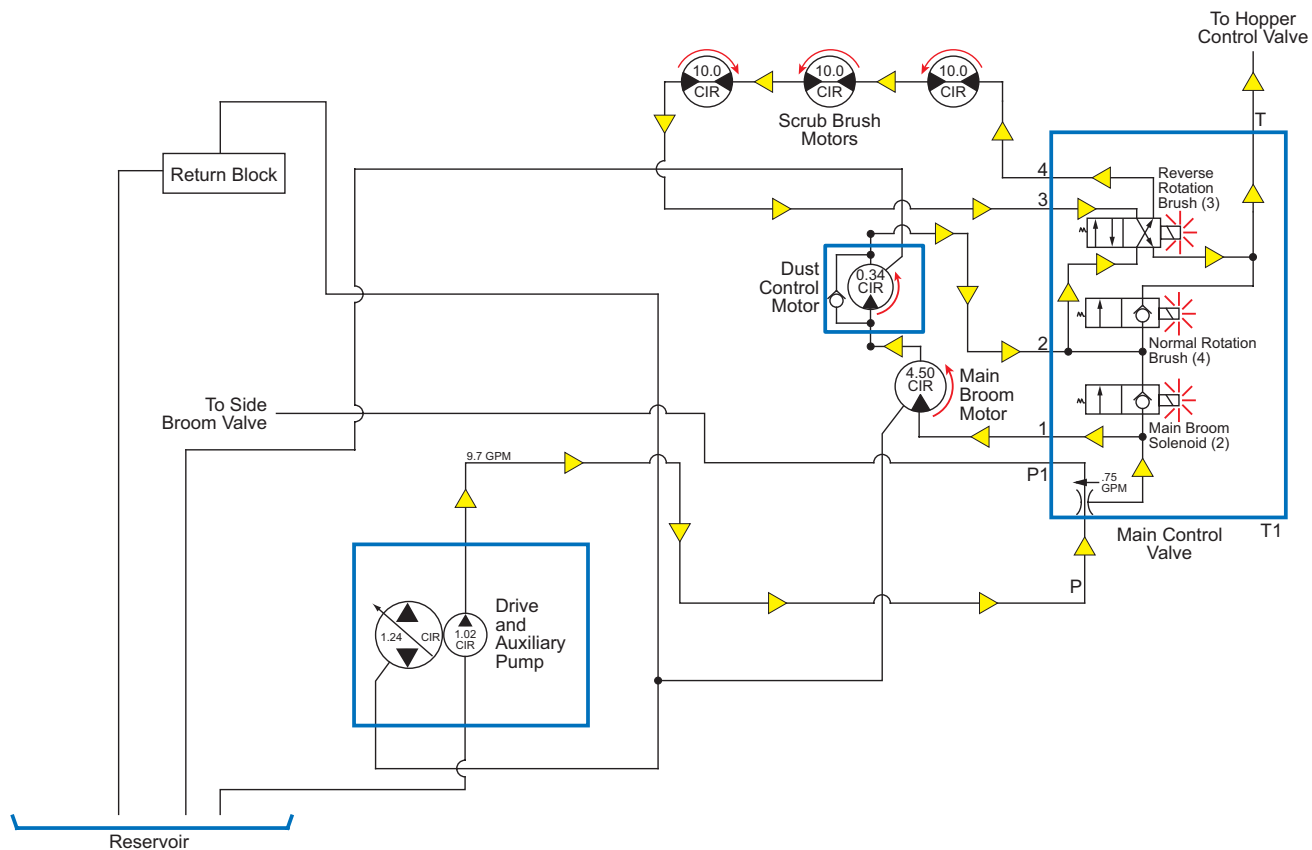 To Hopper
Control Valve
10.0
CIR
10.0
CIR
10.0
CIR
Scrub Brush
Motors
T
Return Block
4
Reverse
Rotation
Brush (3)
3
Dust
Control
Motor
0.34
CIR
2
Normal Rotation
Brush (4)
4.50
CIR
Main
Broom
Motor
To Side
Broom Valve
1
Main Broom
Solenoid (2)
9.7 GPM
P1
.75
GPM
T1
Main Control
Valve
P
1.24
CIR
1.02
CIR
Drive
and
Auxiliary
Pump
Reservoir